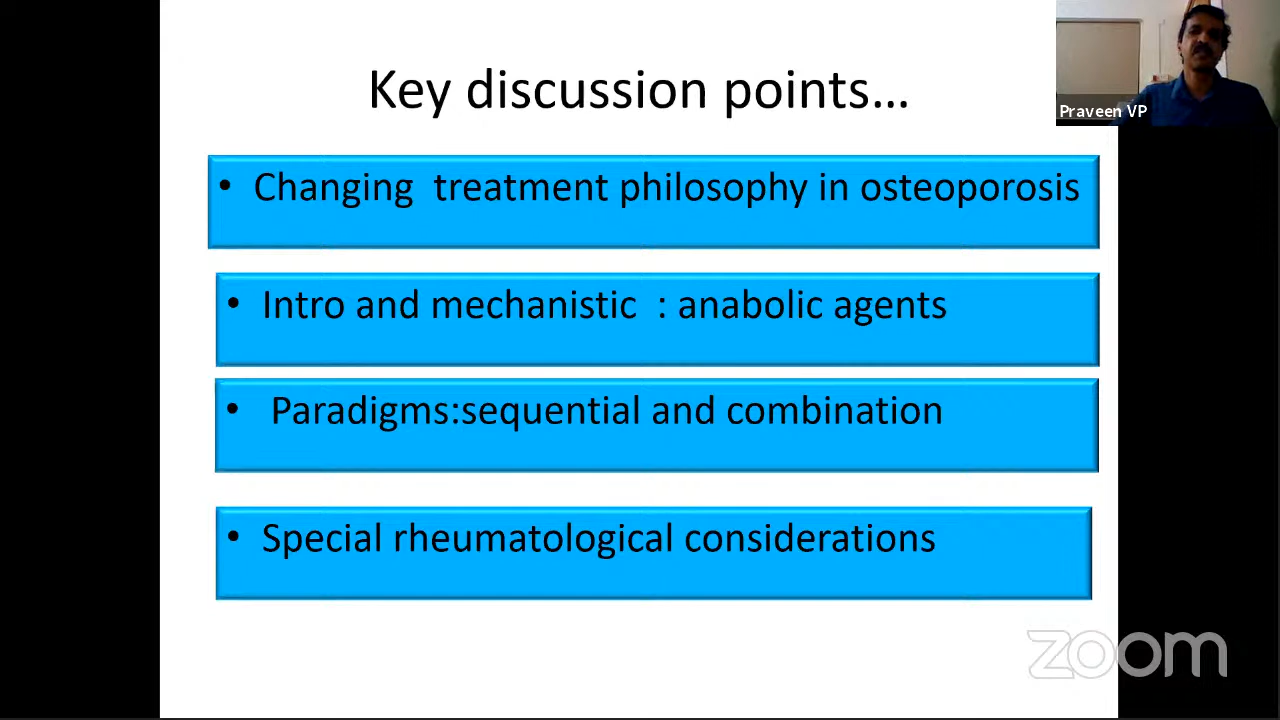 Key discussion points...
Praveen VP
• Changing  treatment philosophy in osteoporosis
• Intro and mechanistic  : anabolic agents
• Paradigms:sequential and combination
• Special rheumatological considerations
zoom